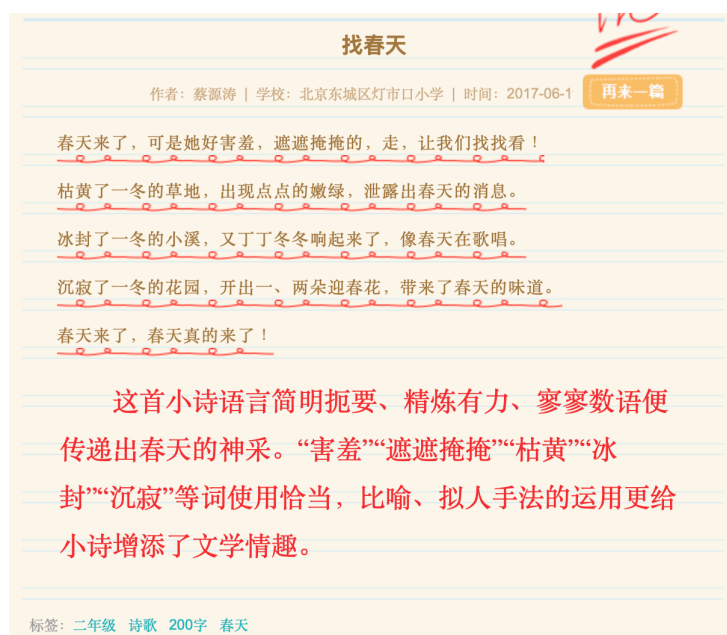 找春天
作者：蔡源涛 | 学校：北京东城区灯市口小学 | 时间：2017-06-1
再来一篇
春天来了，可是她好害羞，遮遮掩掩的，走，让我们找找看！
枯黄了一冬的草地，出现点点的嫩绿，泄露出春天的消息。
冰封了一冬的小溪，又丁丁冬冬响起来了，像春天在歌唱。
沉寂了一冬的花园，开出一、两朵迎春花，带来了春天的味道。
春天来了，春天真的来了！
这首小诗语言简明扼要、精炼有力、寥寥数语便
传递出春天的神采。“害羞”“遮遮掩掩”“枯黄”“冰
封”“沉寂”等词使用恰当，比喻、拟人手法的运用更给
小诗增添了文学情趣。
标签：二年级 诗歌 200字 春天